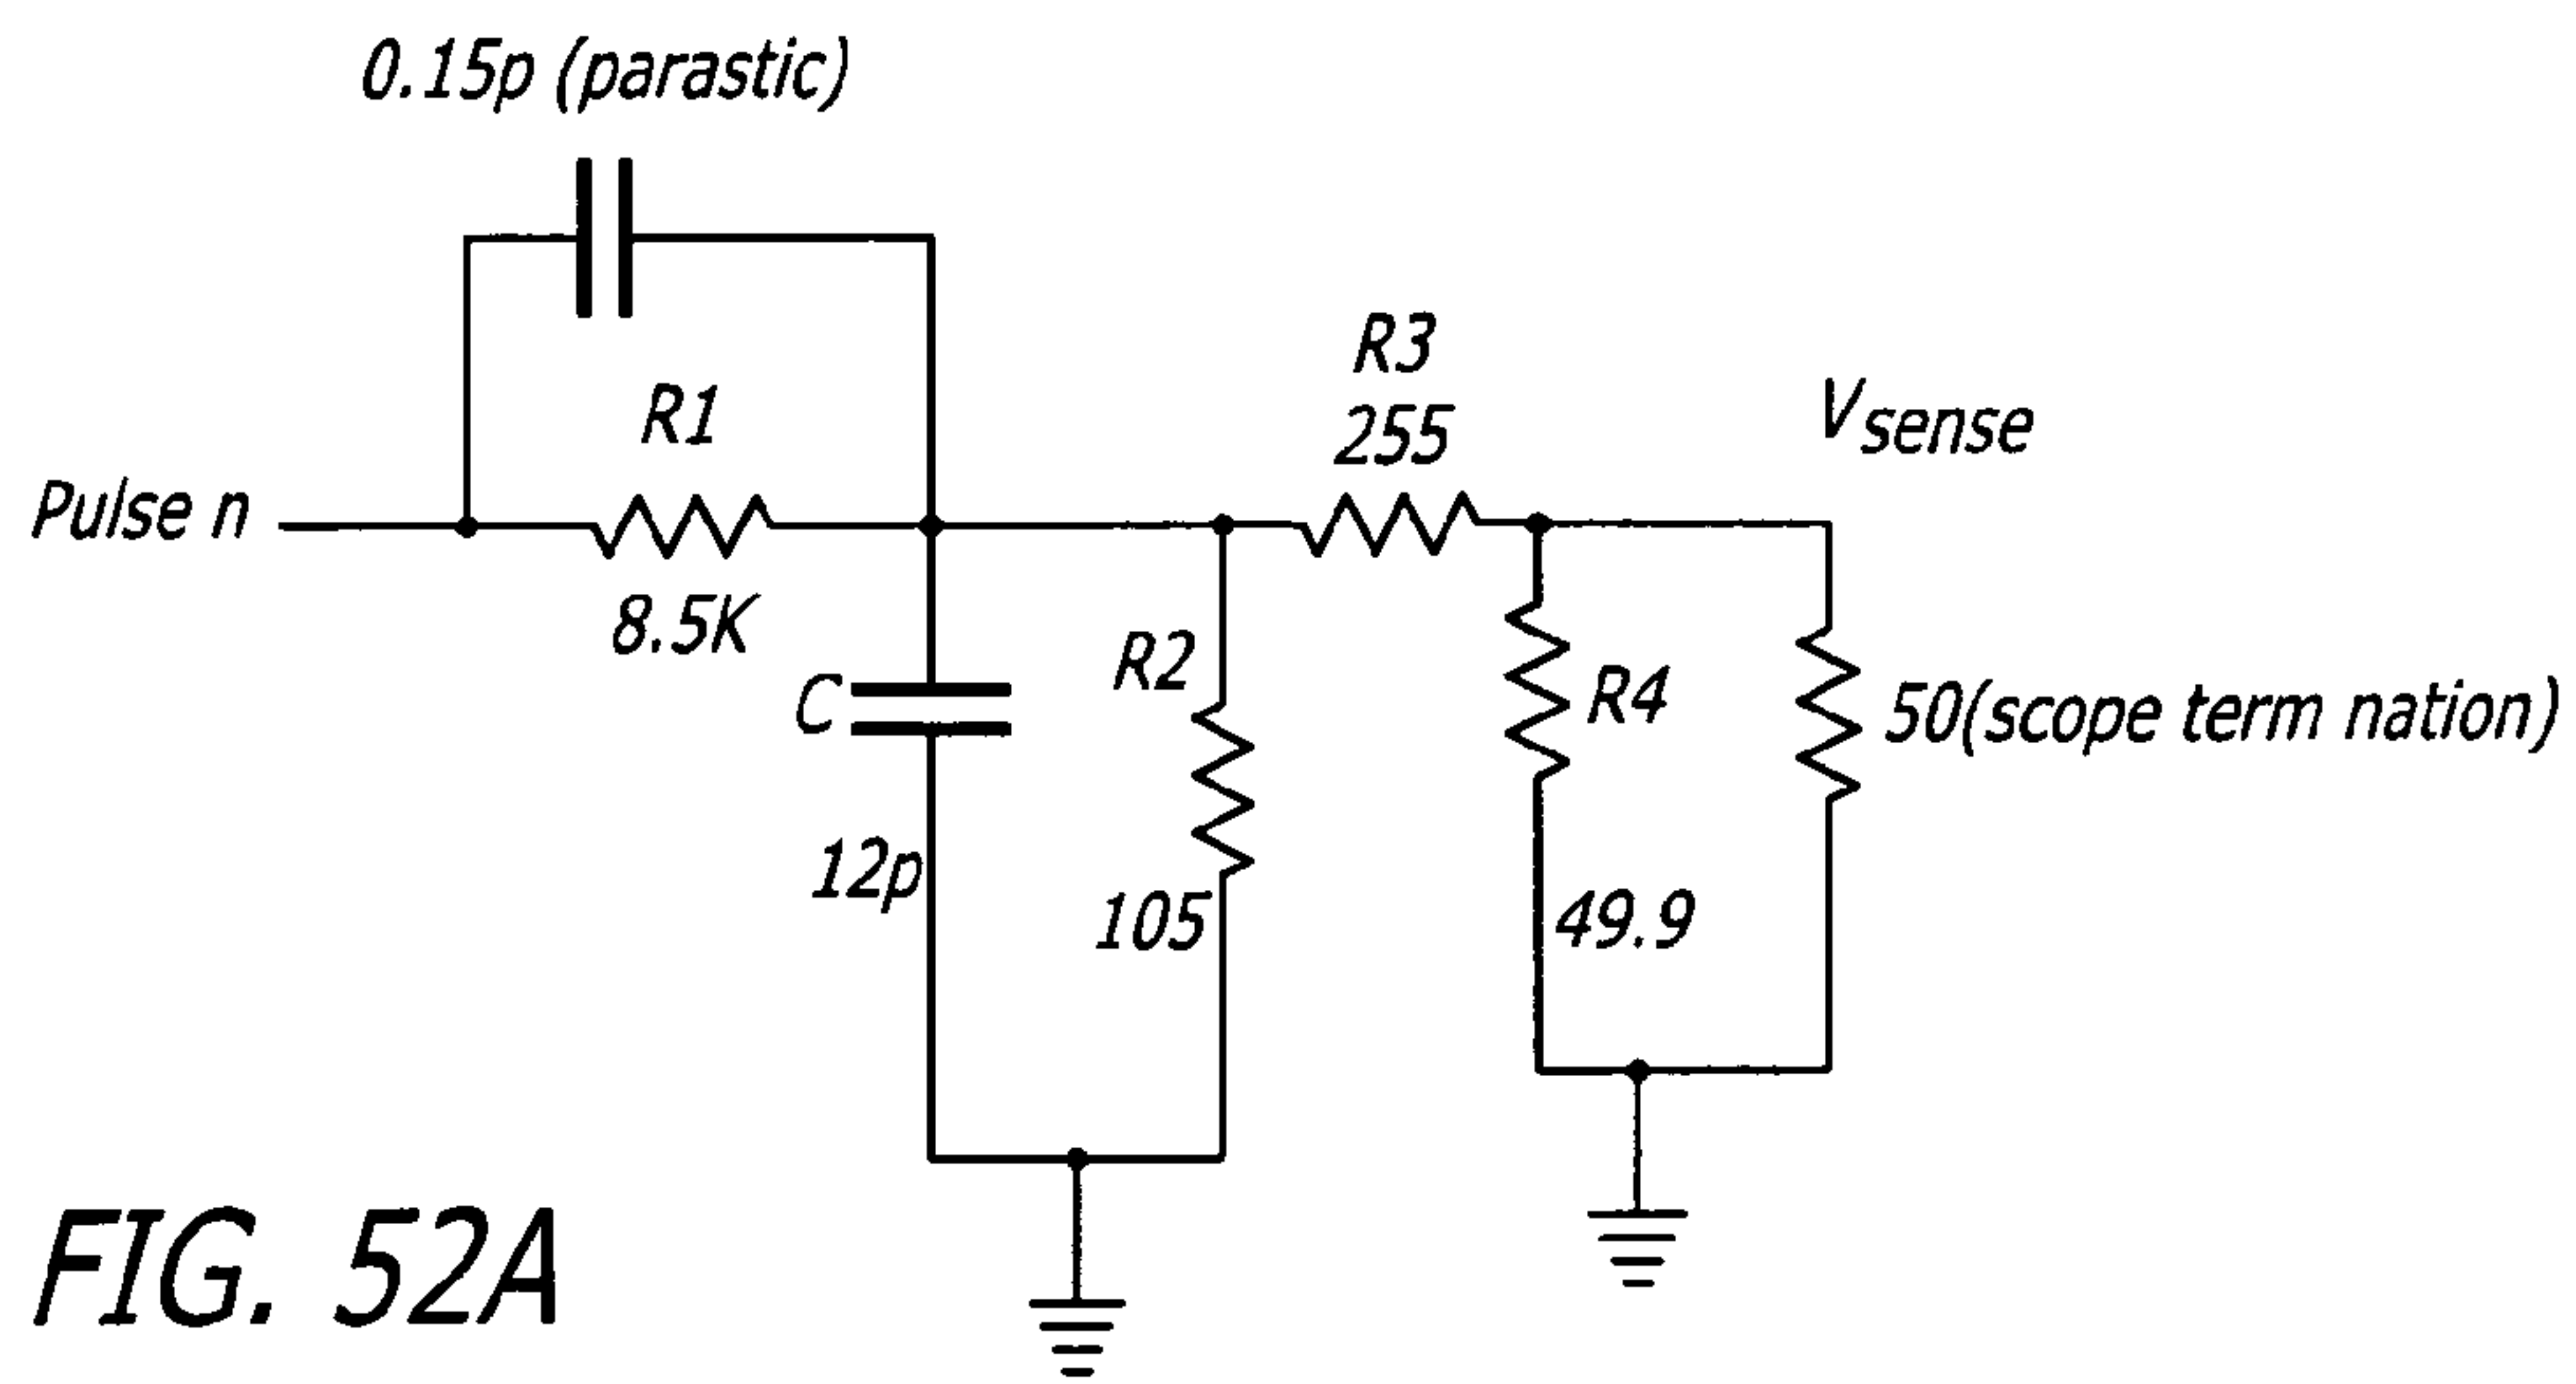 0.15p (parastic)
R1
8.5K
Pulse n
C
12p
R2
105
R3
255
Vsense
R4
49.9
50(scope term nation)
FIG. 52A